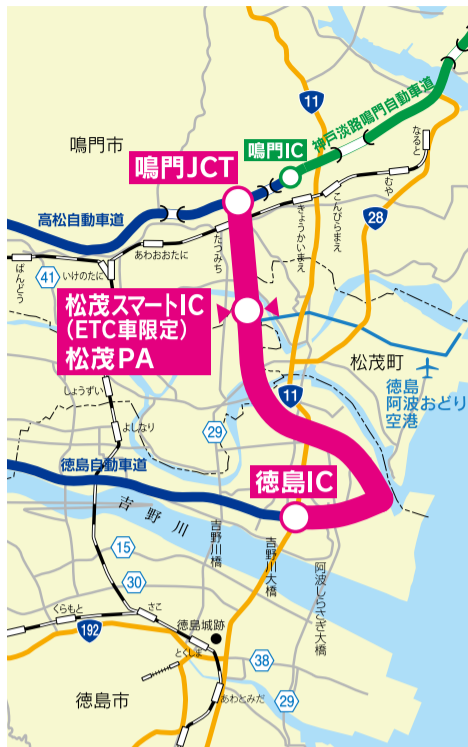 11
神戸淡路鳴門自動車道
鳴門市
鳴門IC
なると
鳴門JCT
むや
こんぴらまえ
きょうかいまえ
28
高松自動車道
たつみち
あわおおたに
ばんどう
41
いけのたに
松茂スマートIC
(ETC車限定)
松茂PA
松茂町
徳島
阿波おどり
空港
しょうずい
11
29
よしなり
徳島自動車道
徳島IC
吉野川
吉野川橋
吉野川大橋
阿波しらさぎ大橋
15
30
くらもと
さこ
192
徳島城跡
とくしま
38
徳島市
あわとみだ
29